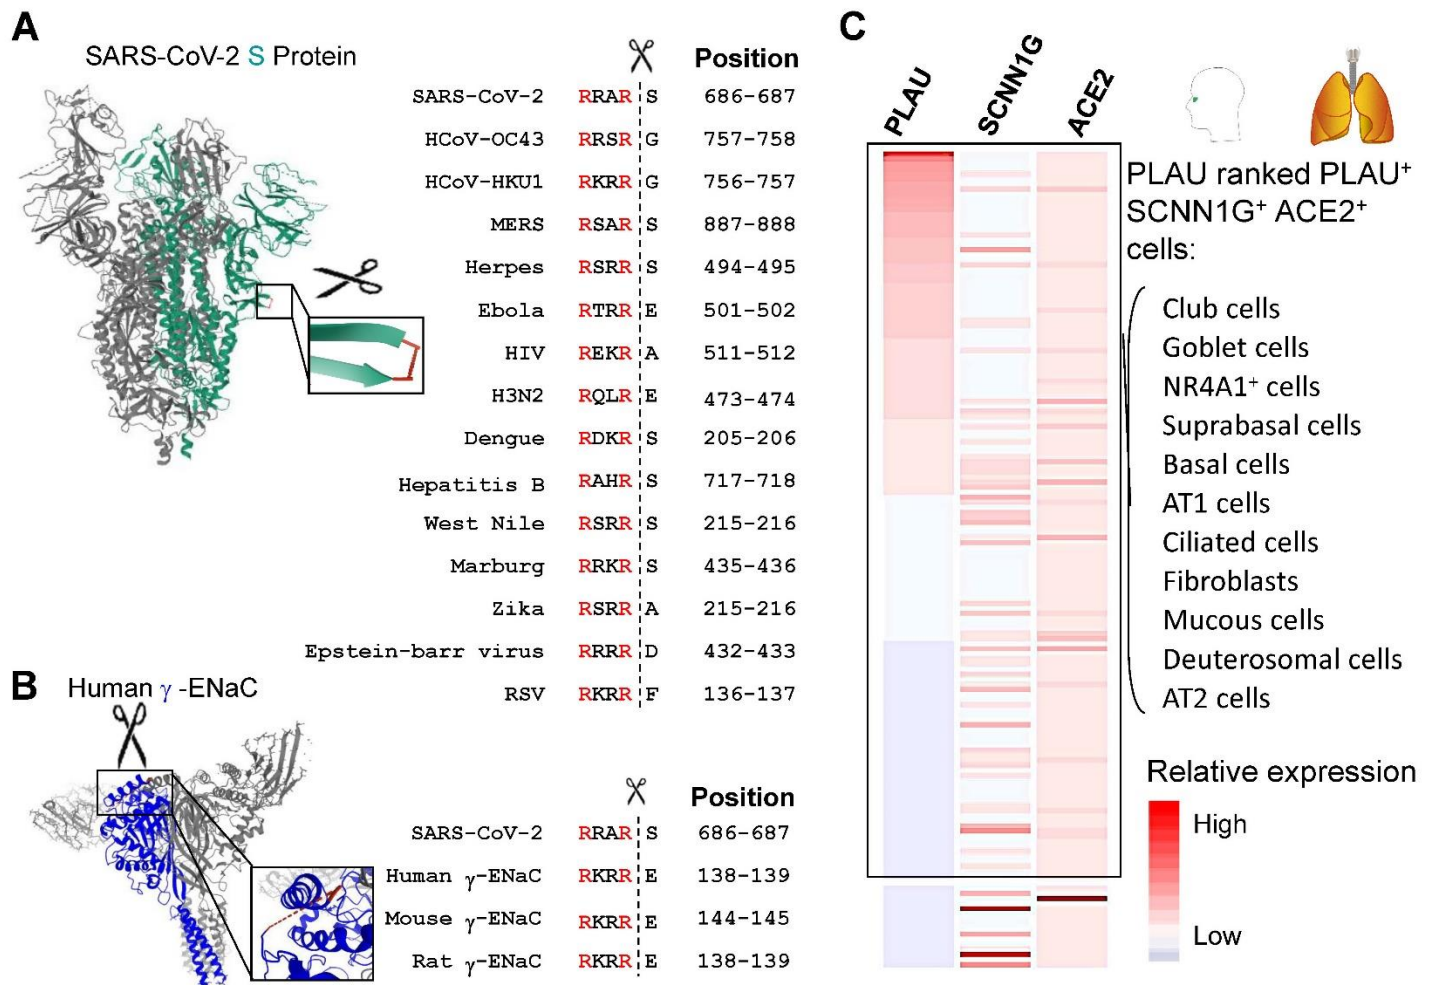 A
SARS-CoV-2 S Protein
Position
SARS-CoV-2 RRAR S 686-687
HCoV-OC43 RRSR G 757-758
HCoV-HKU1 RKRR G 756-757
MERS RSAR S 887-888
Herpes RSRR S 494-495
Ebola RTRR E 501-502
HIV REKR A 511-512
H3N2 RQLR E 473-474
Dengue RDKR S 205-206
Hepatitis B RAHR S 717-718
West Nile RSRR S 215-216
Marburg RRKR S 435-436
Zika RSRR A 215-216
Epstein-barr virus RRRR D 432-433
RSV RKRR F 136-137
B
Human γ -ENaC
Position
SARS-CoV-2 RRAR S 686-687
Human γ-ENaC RKRR E 138-139
Mouse γ-ENaC RKRR E 144-145
Rat γ-ENaC RKRR E 138-139
C
PLAU
SCNN1G
ACE2
PLAU ranked PLAU⁺
SCNN1G⁺ ACE2⁺
cells:
Club cells
Goblet cells
NR4A1⁺ cells
Suprabasal cells
Basal cells
AT1 cells
Ciliated cells
Fibroblasts
Mucous cells
Deuterosomal cells
AT2 cells
Relative expression
High
Low